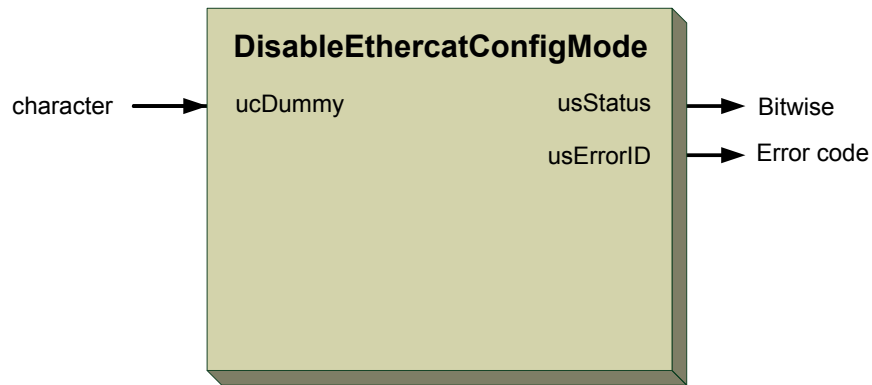 DisableEthercatConfigMode
character ucDummy usStatus Bitwise
usErrorID Error code